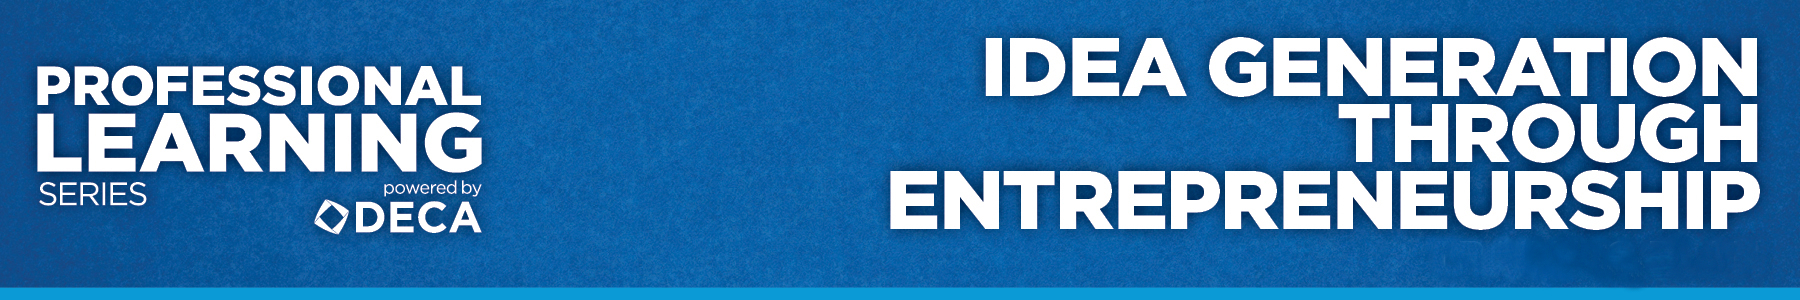 PROFESSIONAL
LEARNING
SERIES
powered by
DECA
IDEA GENERATION
THROUGH
ENTREPRENEURSHIP